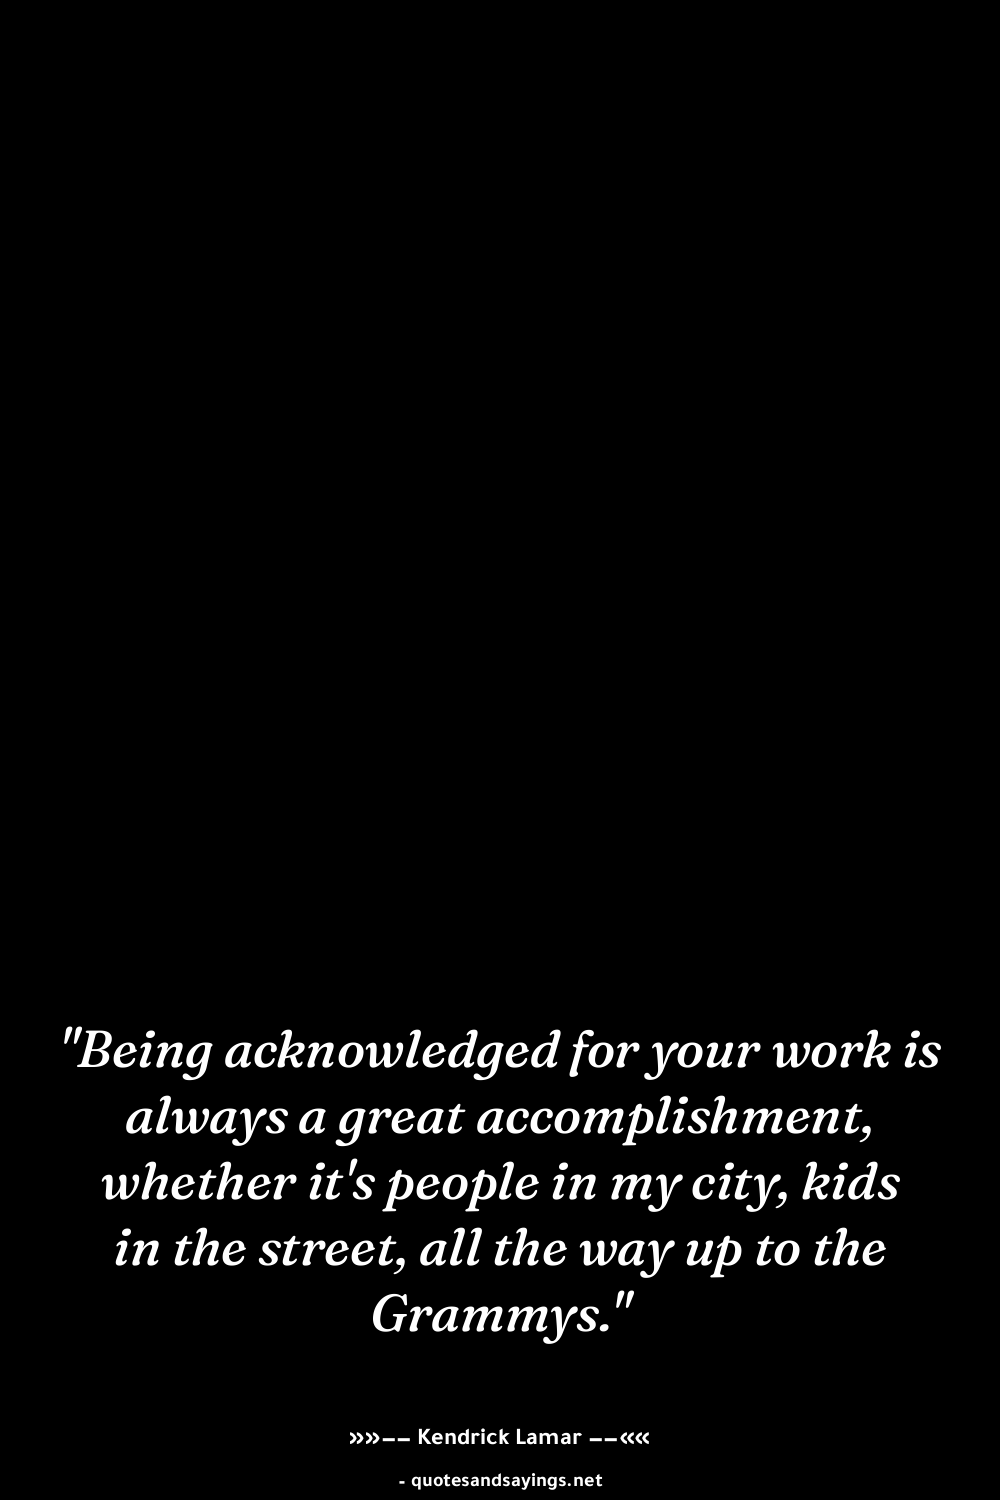 "Being acknowledged for your work is
always a great accomplishment,
whether it's people in my city, kids
in the street, all the way up to the
Grammys."
»»−− Kendrick Lamar −−««
- quotesandsayings.net